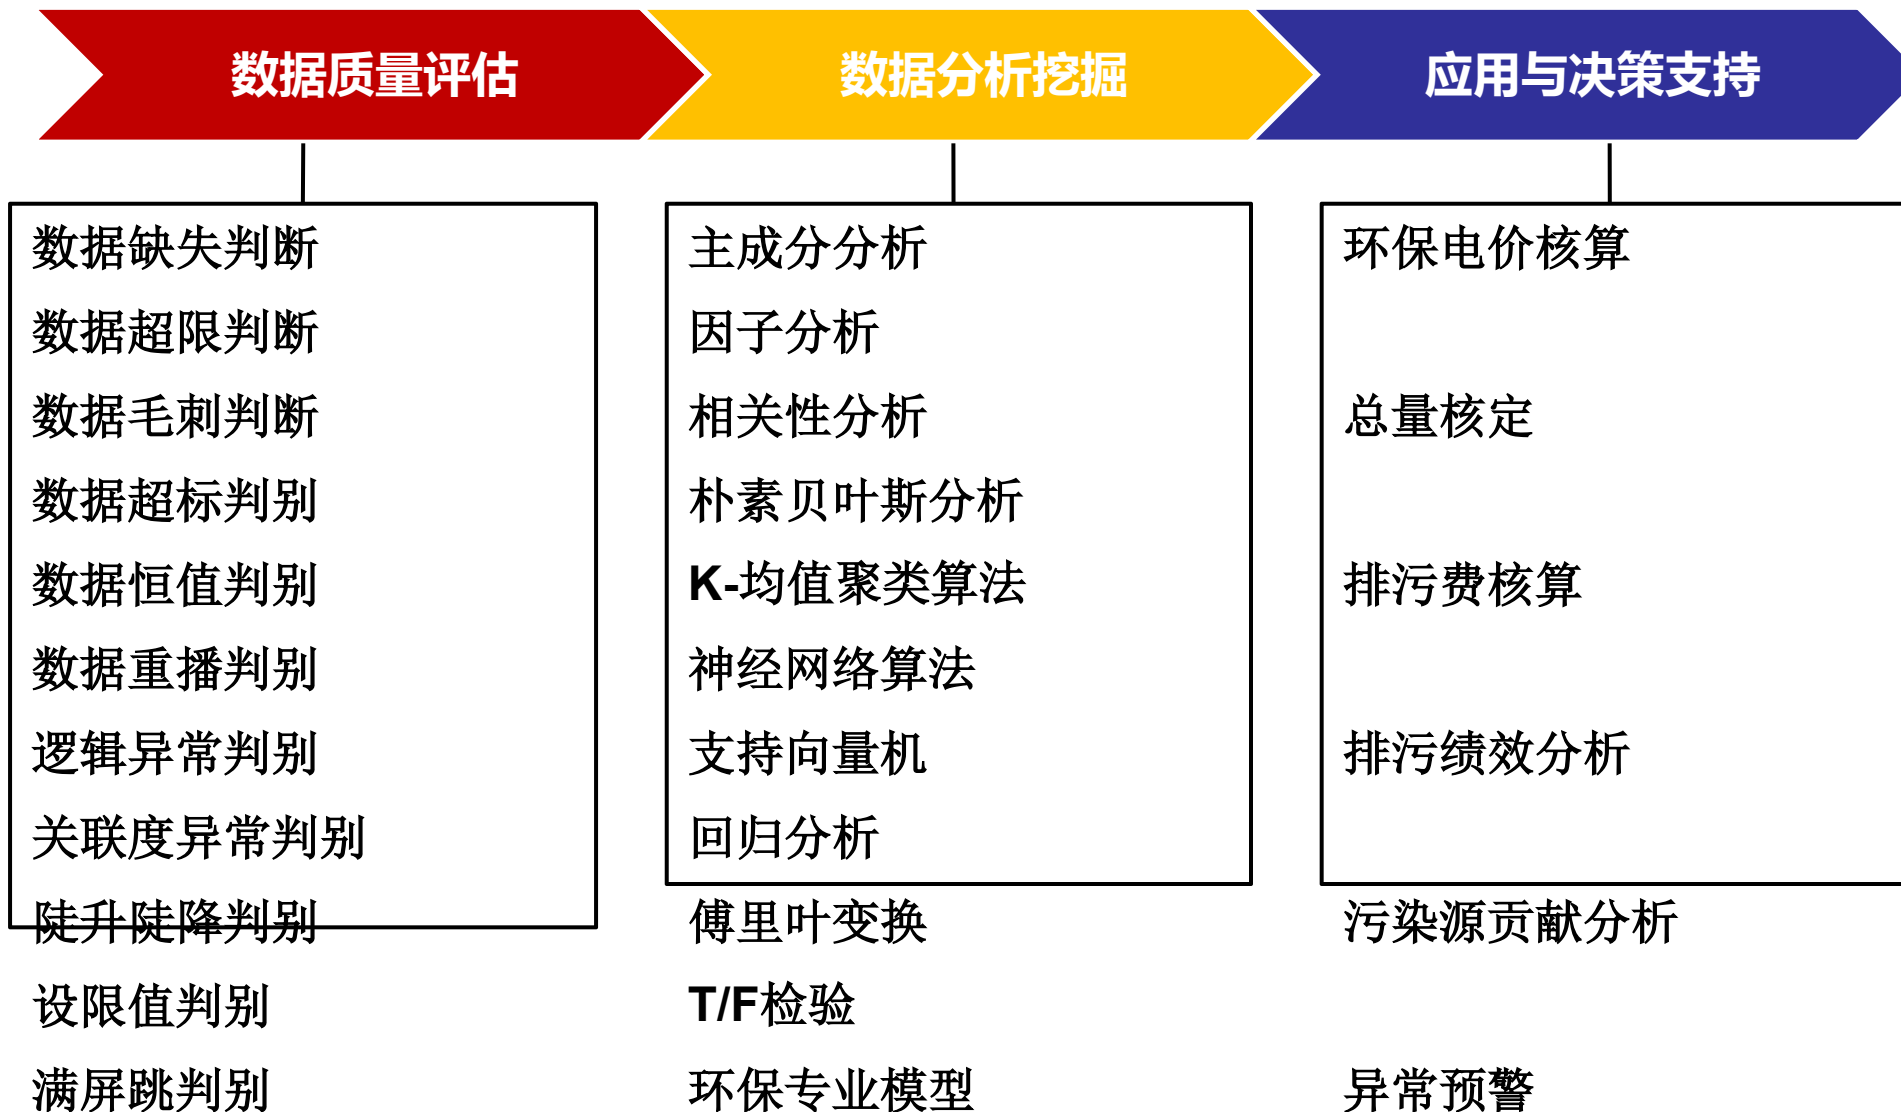 数据质量评估
数据分析挖掘
应用与决策支持
数据缺失判断
数据超限判断
数据毛刺判断
数据超标判别
数据恒值判别
数据重播判别
逻辑异常判别
关联度异常判别
陡升陡降判别
设限值判别
满屏跳判别
主成分分析
因子分析
相关性分析
朴素贝叶斯分析
K-均值聚类算法
神经网络算法
支持向量机
回归分析
傅里叶变换
T/F检验
环保专业模型
环保电价核算
总量核定
排污费核算
排污绩效分析
污染源贡献分析
异常预警